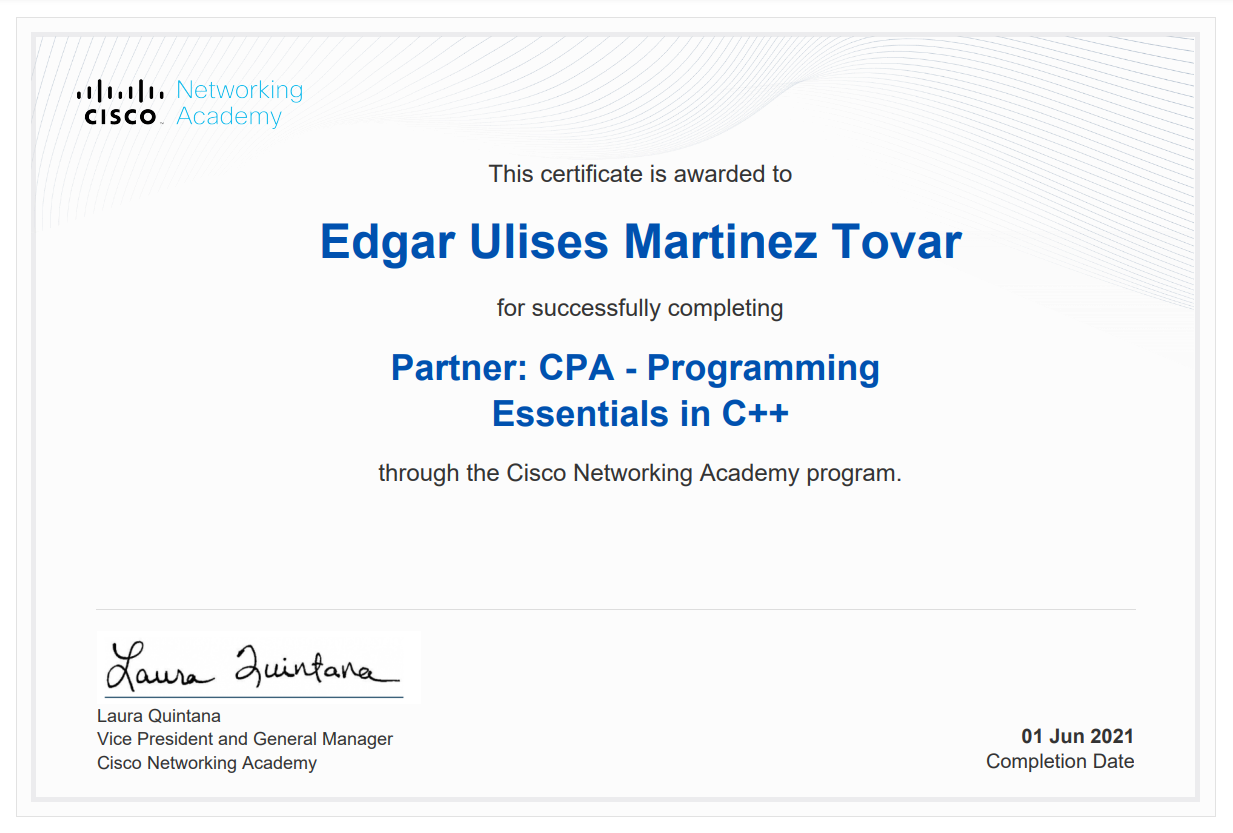 Networking
CISCO Academy
This certificate is awarded to
Edgar Ulises Martinez Tovar
for successfully completing
Partner: CPA - Programming
Essentials in C++
through the Cisco Networking Academy program.
Laura Quintana
Laura Quintana
Vice President and General Manager
Cisco Networking Academy
01 Jun 2021
Completion Date